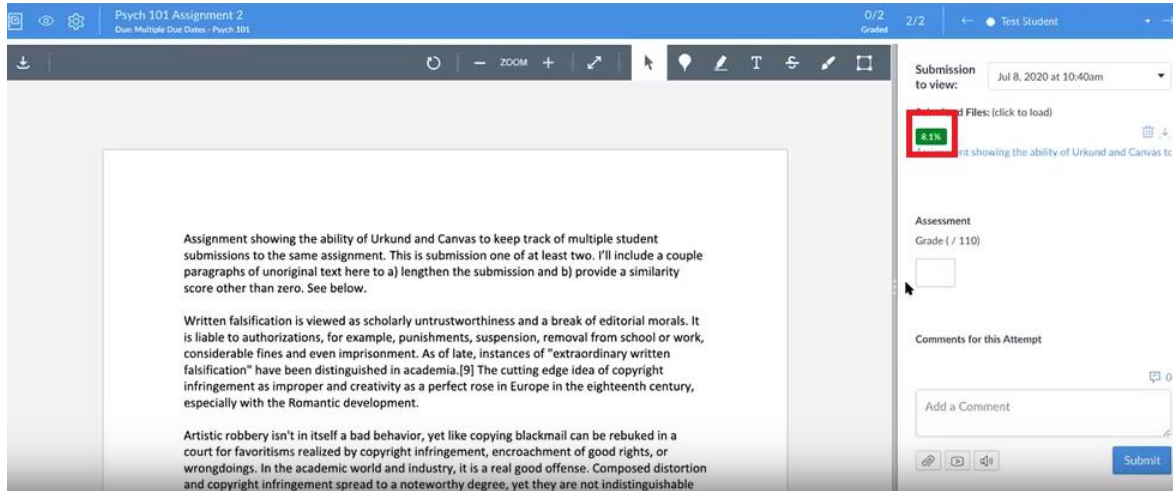 Psych 101 Assignment 2
Due: Multiple Due Dates - Psych 101
0/2
Graded
2/2
Test Student
ZOOM
T
S
Submission
to view:
Jul 8, 2020 at 10:40am
Files: (click to load)
8.1%
showing the ability of Urkund and Canvas to
Assessment
Grade ( / 110)
Comments for this Attempt
0
Add a Comment
Submit
Assignment showing the ability of Urkund and Canvas to keep track of multiple student
submissions to the same assignment. This is submission one of at least two. I'll include a couple
paragraphs of unoriginal text here to a) lengthen the submission and b) provide a similarity
score other than zero. See below.
Written falsification is viewed as scholarly untrustworthiness and a break of editorial morals. It
is liable to authorizations, for example, punishments, suspension, removal from school or work,
considerable fines and even imprisonment. As of late, instances of "extraordinary written
falsification" have been distinguished in academia.[9] The cutting edge idea of copyright
infringement as improper and creativity as a perfect rose in Europe in the eighteenth century,
especially with the Romantic development.
Artistic robbery isn't in itself a bad behavior, yet like copying blackmail can be rebuked in a
court for favoritisms realized by copyright infringement, encroachment of good rights, or
wrongdoings. In the academic world and industry, it is a real good offense. Composed distortion
and copyright infringement spread to a noteworthy degree, yet they are not indistinguishable